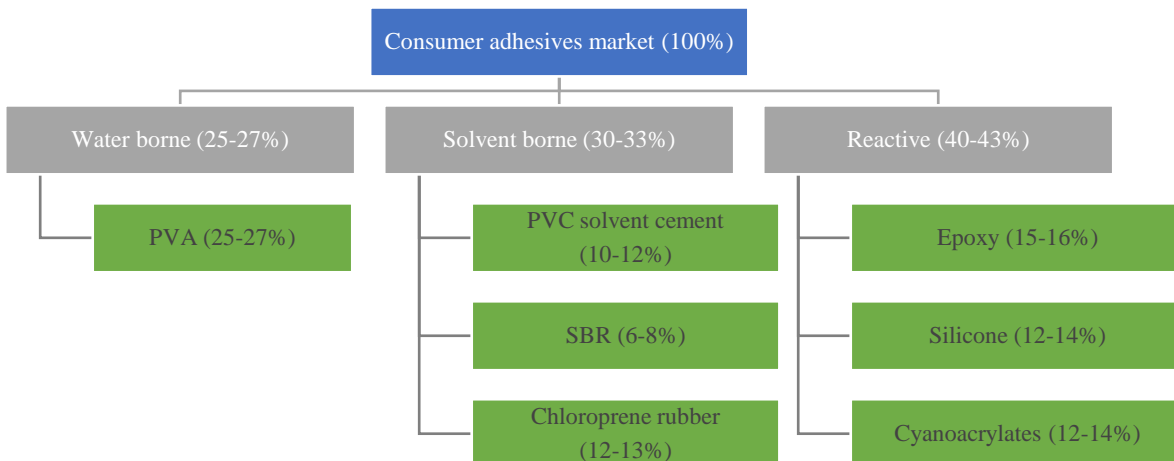 Consumer adhesives market (100%)
Water borne (25-27%)
Solvent borne (30-33%)
Reactive (40-43%)
PVA (25-27%)
PVC solvent cement
(10-12%)
Epoxy (15-16%)
SBR (6-8%)
Silicone (12-14%)
Chloroprene rubber
(12-13%)
Cyanoacrylates (12-14%)